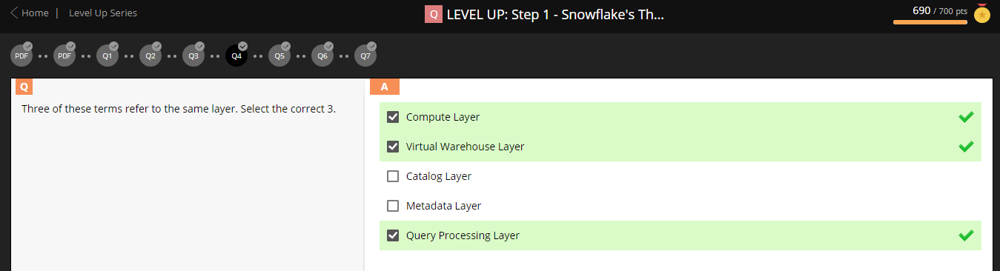 Home | Level Up Series
Q LEVEL UP: Step 1 - Snowflake's Th...
690 / 700 pts
PDF PDF Q1 Q2 Q3 Q4 Q5 Q6 Q7
Q
Three of these terms refer to the same layer. Select the correct 3.
A
Compute Layer
Virtual Warehouse Layer
Catalog Layer
Metadata Layer
Query Processing Layer